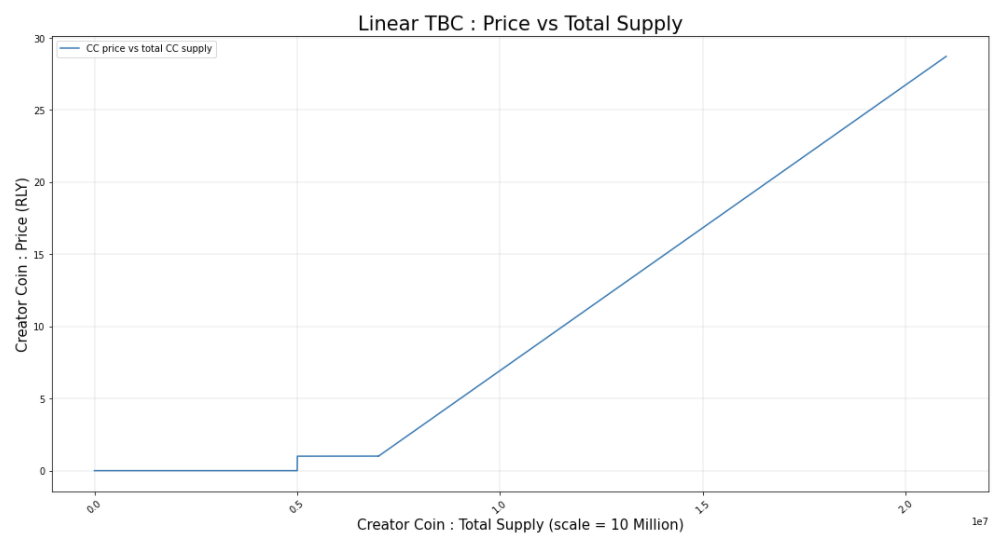 Linear TBC : Price vs Total Supply
CC price vs total CC supply
30
25
20
15
10
5
0
Creator Coin : Price (RLY)
0.0
0.5
1.0
1.5
2.0
1e7
Creator Coin : Total Supply (scale = 10 Million)